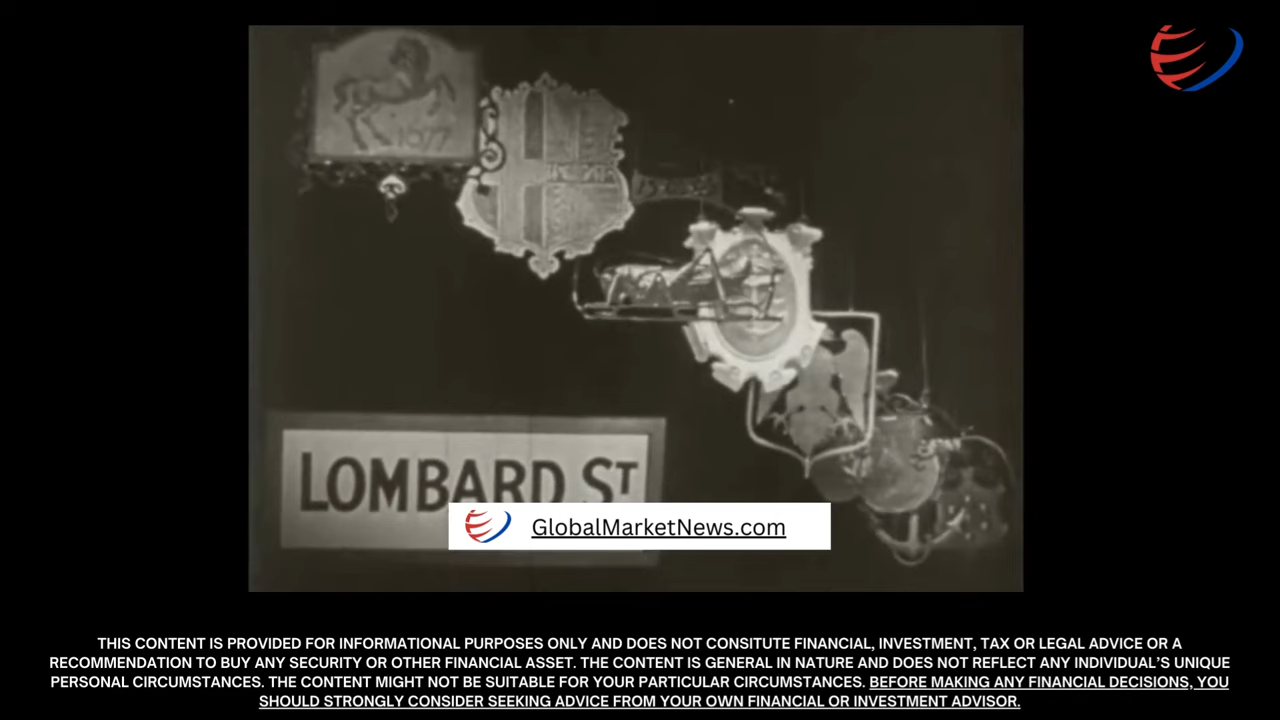 1677
LOMBARD ST
GlobalMarketNews.com
THIS CONTENT IS PROVIDED FOR INFORMATIONAL PURPOSES ONLY AND DOES NOT CONSITUTE FINANCIAL, INVESTMENT, TAX OR LEGAL ADVICE OR A
RECOMMENDATION TO BUY ANY SECURITY OR OTHER FINANCIAL ASSET. THE CONTENT IS GENERAL IN NATURE AND DOES NOT REFLECT ANY INDIVIDUAL’S UNIQUE
PERSONAL CIRCUMSTANCES. THE CONTENT MIGHT NOT BE SUITABLE FOR YOUR PARTICULAR CIRCUMSTANCES. BEFORE MAKING ANY FINANCIAL DECISIONS, YOU
SHOULD STRONGLY CONSIDER SEEKING ADVICE FROM YOUR OWN FINANCIAL OR INVESTMENT ADVISOR.